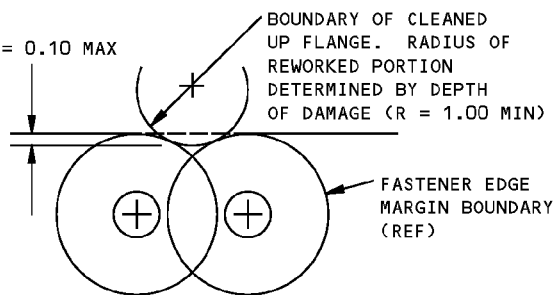 BOUNDARY OF CLEANED
UP FLANGE. RADIUS OF
REWORKED PORTION
DETERMINED BY DEPTH
OF DAMAGE (R = 1.00 MIN)
= 0.10 MAX
FASTENER EDGE
MARGIN BOUNDARY
(REF)